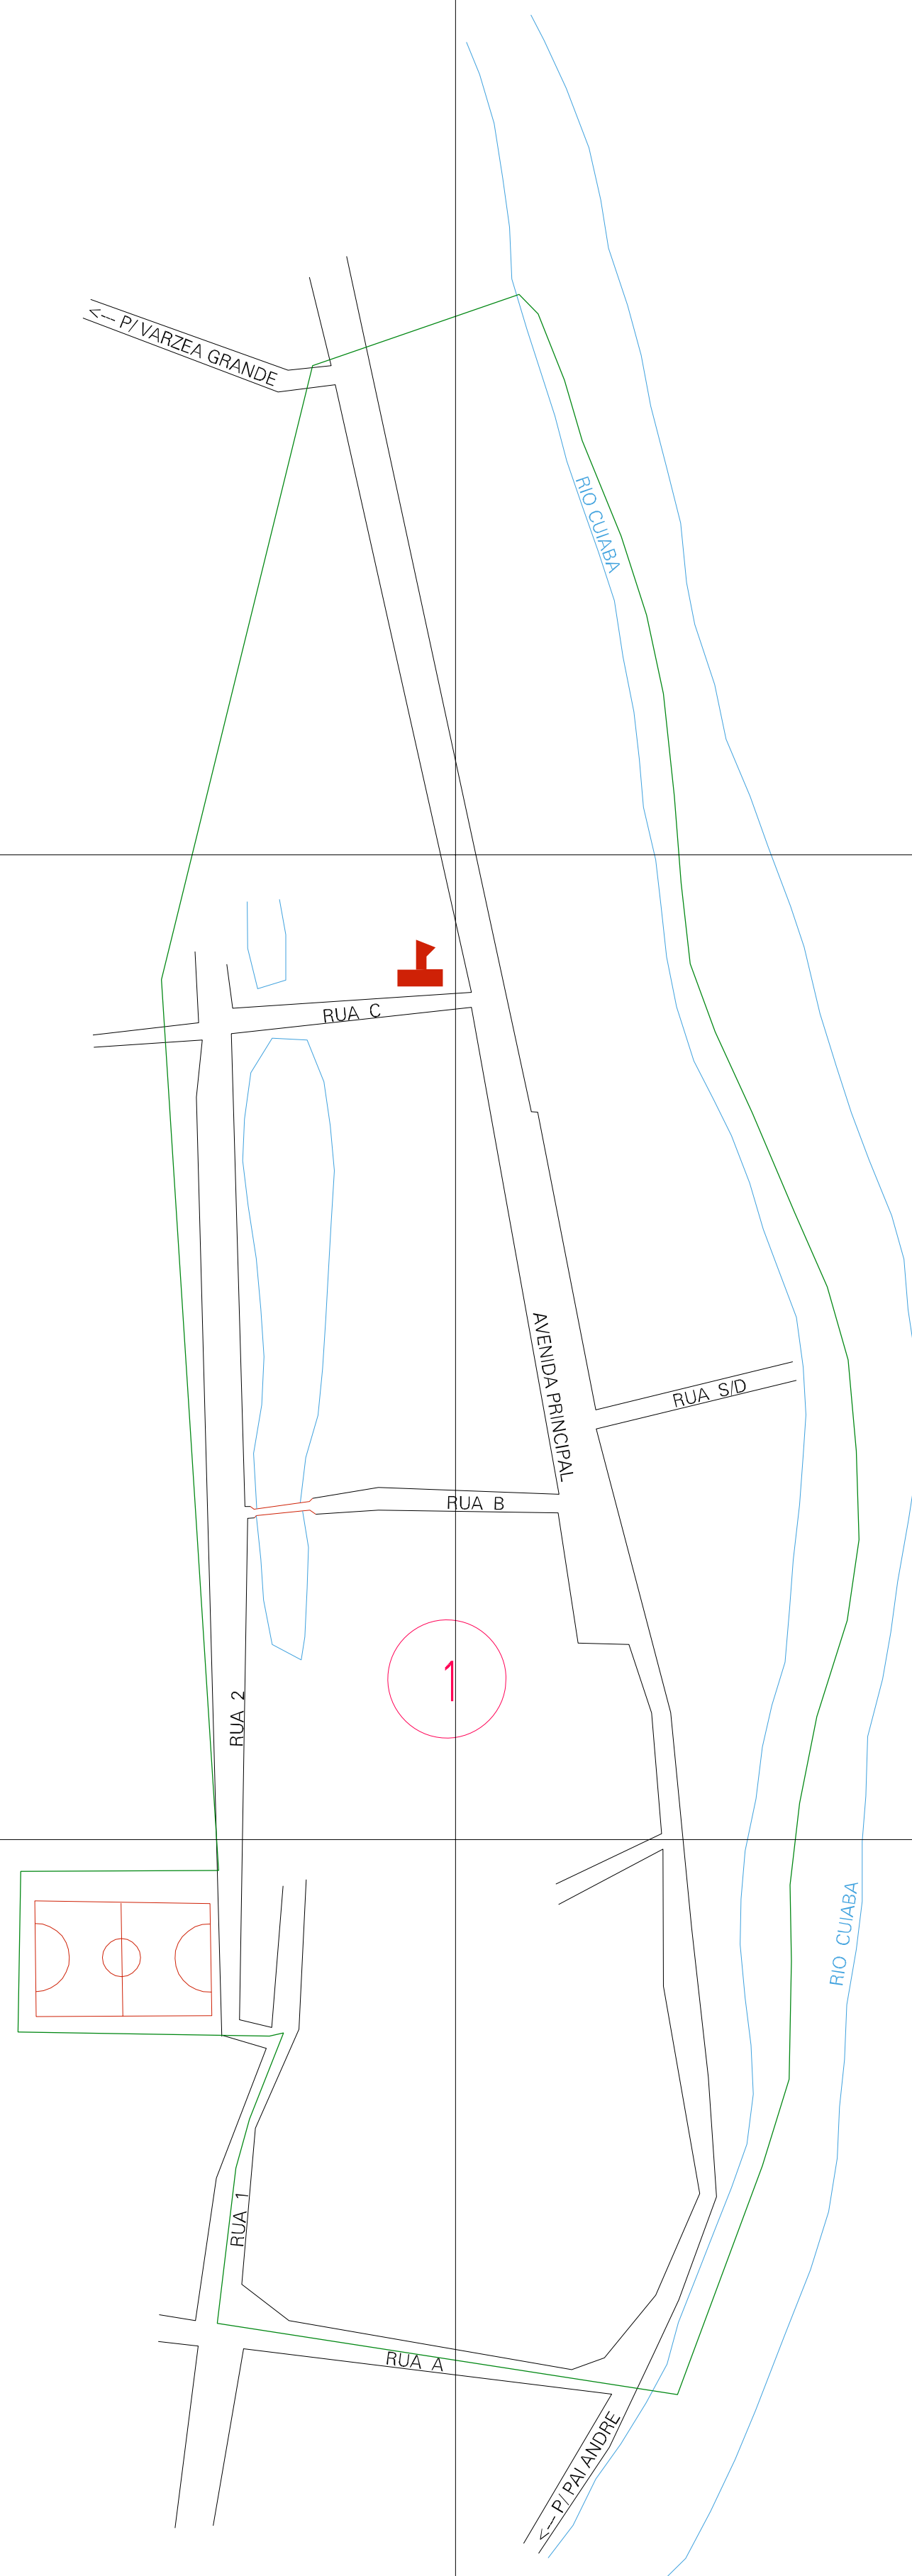 <--- P/ VARZEA GRANDE
RIO CUIABA
RUA C
AVENIDA PRINCIPAL
RUA S/D
RUA B
1
RUA 2
RIO CUIABA
RUA 1
RUA A
<--- P/ PAI ANDRE